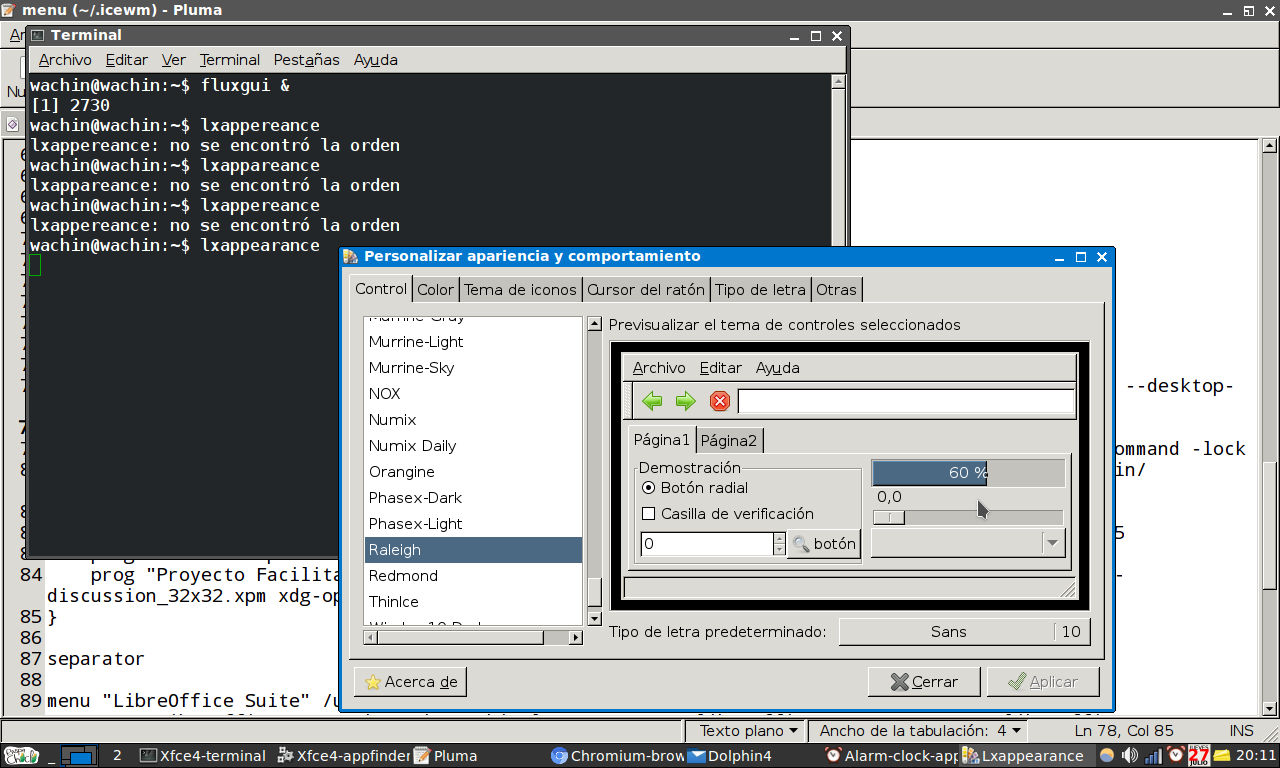 menu (~/.icewm) - Pluma
Terminal
Archivo Editar Ver Terminal Pestañas Ayuda
wachin@wachin:~$ fluxgui &
[1] 2730
wachin@wachin:~$ lxappereance
lxappereance: no se encontró la orden
wachin@wachin:~$ lxappareance
lxappareance: no se encontró la orden
wachin@wachin:~$ lxappereance
lxappereance: no se encontró la orden
wachin@wachin:~$ lxappearance
Personalizar apariencia y comportamiento
Control Color Tema de iconos Cursor del ratón Tipo de letra Otras
Murrine-Gray
Murrine-Light
Murrine-Sky
NOX
Numix
Numix Daily
Orangine
Phasex-Dark
Phasex-Light
Raleigh
Redmond
ThinIce
Previsualizar el tema de controles seleccionados
Archivo Editar Ayuda
Página1 Página2
Demostración
Botón radial
Casilla de verificación
0
botón
60 %
0,0
Tipo de letra predeterminado: Sans 10
Acerca de Cerrar Aplicar
--desktop-
ommand -lock
in/
5
84 prog "Proyecto Facilita
discussion_32x32.xpm xdg-op
85 }
86
87 separator
88
89 menu "LibreOffice Suite" /u
Texto plano Ancho de la tabulación: 4 Ln 78, Col 85 INS
2 Xfce4-terminal Xfce4-appfinder Pluma Chromium-brow Dolphin4 Alarm-clock-app Lxappearance JUEVES 27 JULIO 20:11